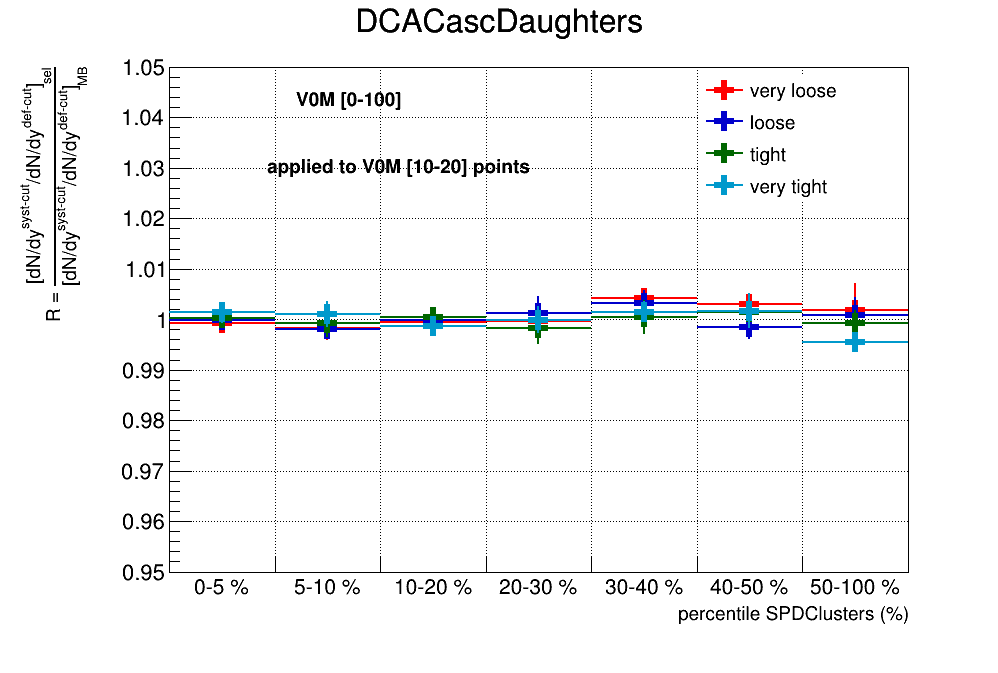 DCACascDaughters
R = [dN/dy^syst-cut/dN/dy^def-cut]_sel
[dN/dy^syst-cut/dN/dy^def-cut]_MB
1.05
1.04
1.03
1.02
1.01
1
0.99
0.98
0.97
0.96
0.95
V0M [0-100]
applied to V0M [10-20] points
very loose
loose
tight
very tight
0-5 %
5-10 %
10-20 %
20-30 %
30-40 %
40-50 %
50-100 %
percentile SPDClusters (%)